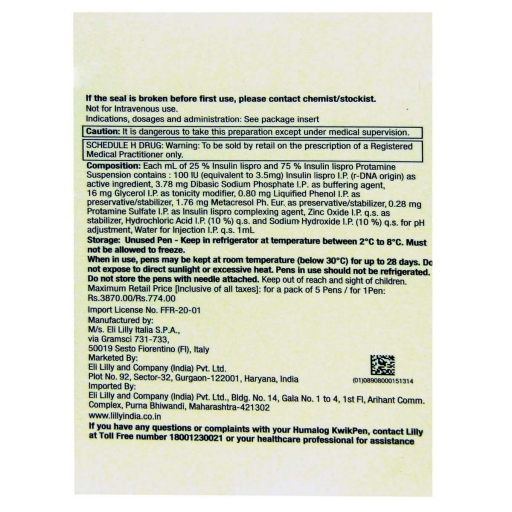 If the seal is broken before first use, please contact chemist/stockist.
Not for Intravenous use.
Indications, dosages and administration: See package insert
Caution: It is dangerous to take this preparation except under medical supervision.
SCHEDULE H DRUG: Warning: To be sold by retail on the prescription of a Registered
Medical Practitioner only.
Composition: Each mL of 25 % Insulin lispro and 75 % Insulin lispro Protamine
Suspension contains : 100 IU (equivalent to 3.5mg) Insulin lispro I.P. (r-DNA origin) as
active ingredient, 3.78 mg Dibasic Sodium Phosphate I.P. as buffering agent,
16 mg Glycerol I.P. as tonicity modifier, 0.80 mg Liquified Phenol I.P. as
preservative/stabilizer, 1.76 mg Metacresol Ph. Eur. as preservative/stabilizer, 0.28 mg
Protamine Sulfate I.P. as Insulin lispro complexing agent, Zinc Oxide I.P. q.s. as
stabilizer, Hydrochloric Acid I.P. (10 %) q.s. and Sodium Hydroxide I.P. (10 %) q.s. for pH
adjustment, Water for Injection I.P. q.s. 1mL
Storage: Unused Pen - Keep in refrigerator at temperature between 2°C to 8°C. Must
not be allowed to freeze.
When in use, pens may be kept at room temperature (below 30°C) for up to 28 days. Do
not expose to direct sunlight or excessive heat. Pens in use should not be refrigerated.
Do not store the pens with needle attached. Keep out of reach and sight of children.
Maximum Retail Price [Inclusive of all taxes]: for a pack of 5 Pens / for 1Pen:
Rs.3870.00/Rs.774.00
Import License No. FFR-20-01
Manufactured by:
M/s. Eli Lilly Italia S.P.A.,
via Gramsci 731-733,
50019 Sesto Fiorentino (FI), Italy
Marketed By:
Eli Lilly and Company (India) Pvt. Ltd.
Plot No. 92, Sector-32, Gurgaon-122001, Haryana, India
(01)08908000151314
Imported By:
Eli Lilly and Company (India) Pvt. Ltd., Bldg. No. 14, Gala No. 1 to 4, 1st Fl, Arihant Comm.
Complex, Purna Bhiwandi, Maharashtra-421302
www.lillyindia.co.in
If you have any questions or complaints with your Humalog KwikPen, contact Lilly
at Toll Free number 18001230021 or your healthcare professional for assistance